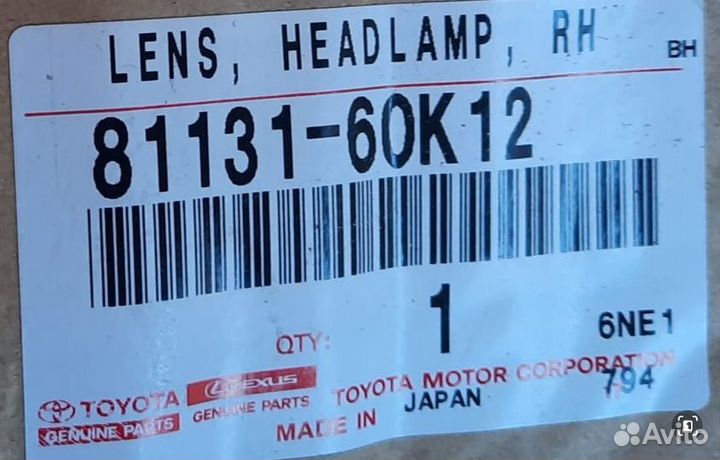 LENS, HEADLAMP, RH BH
81131-60K12
QTY: 1 6NE1
TOYOTA LEXUS TOYOTA MOTOR CORPORATION
GENUINE PARTS GENUINE PARTS MADE IN JAPAN 794
Avito